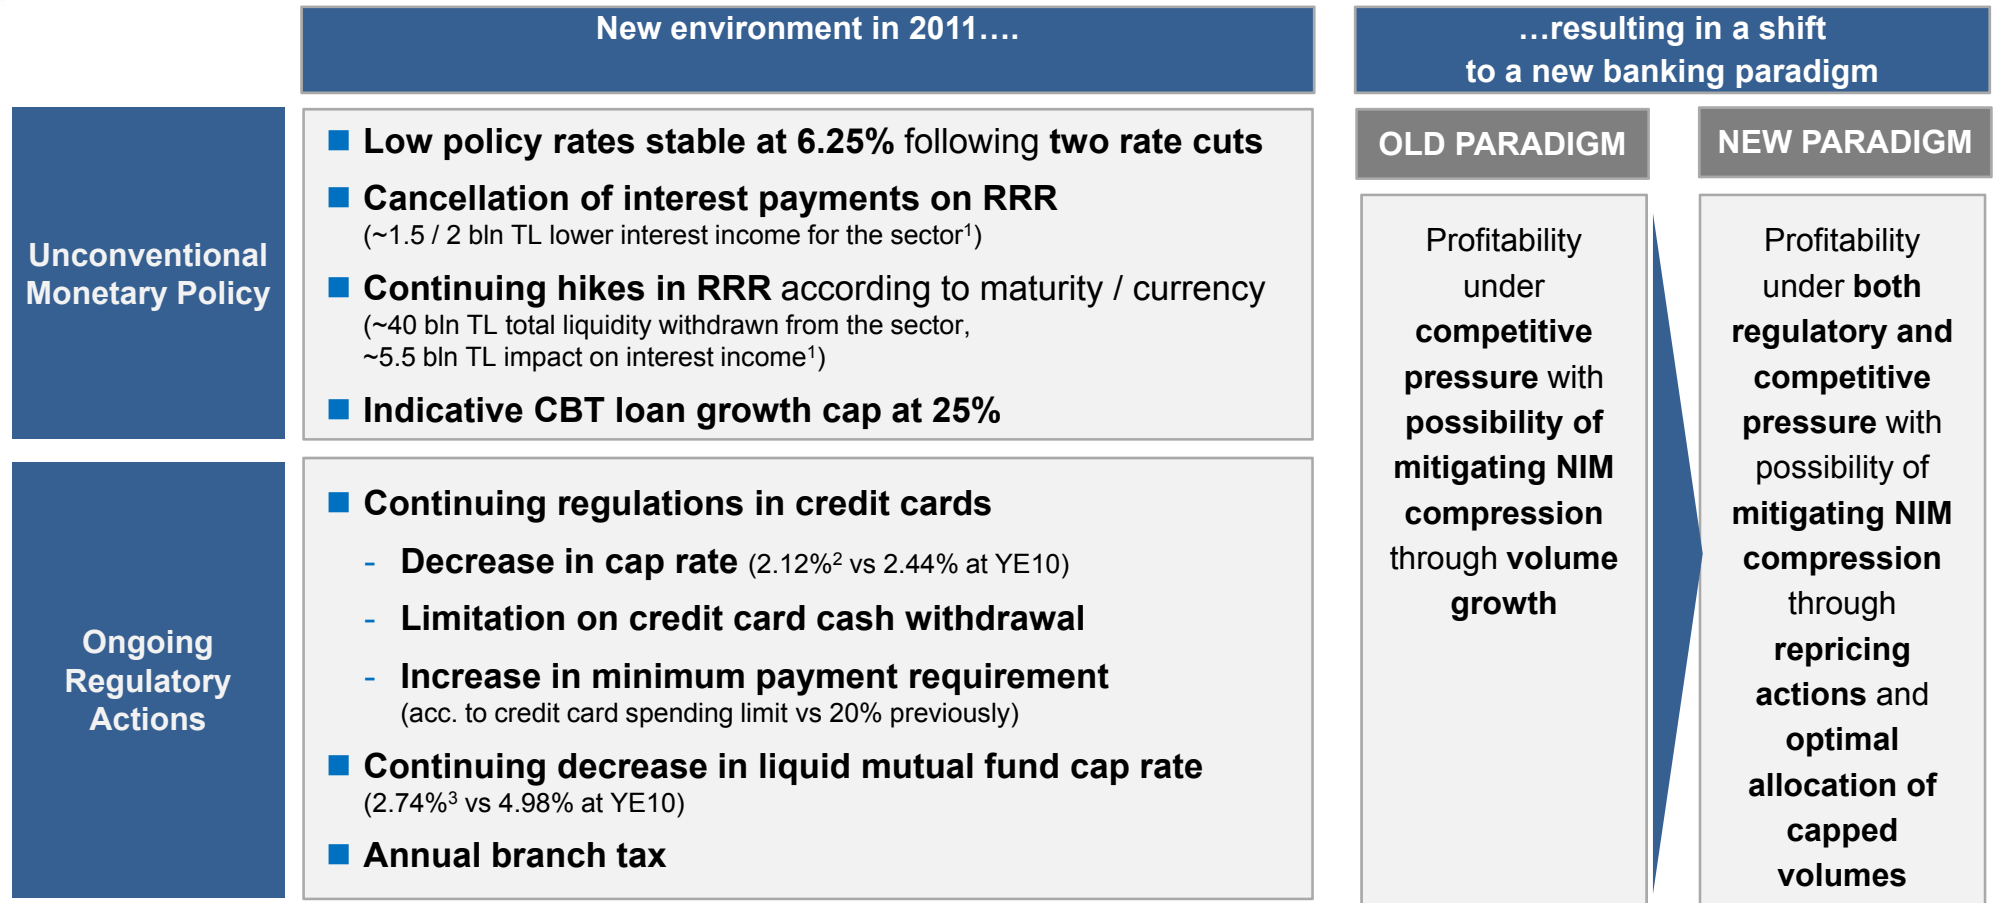 New environment in 2011….
…resulting in a shift
to a new banking paradigm
Unconventional
Monetary Policy
■ Low policy rates stable at 6.25% following two rate cuts
■ Cancellation of interest payments on RRR
(~1.5 / 2 bln TL lower interest income for the sector¹)
■ Continuing hikes in RRR according to maturity / currency
(~40 bln TL total liquidity withdrawn from the sector,
~5.5 bln TL impact on interest income¹)
■ Indicative CBT loan growth cap at 25%
Ongoing
Regulatory
Actions
■ Continuing regulations in credit cards
- Decrease in cap rate (2.12%² vs 2.44% at YE10)
- Limitation on credit card cash withdrawal
- Increase in minimum payment requirement
(acc. to credit card spending limit vs 20% previously)
■ Continuing decrease in liquid mutual fund cap rate
(2.74%³ vs 4.98% at YE10)
■ Annual branch tax
OLD PARADIGM
Profitability
under
competitive
pressure with
possibility of
mitigating NIM
compression
through volume
growth
NEW PARADIGM
Profitability
under both
regulatory and
competitive
pressure with
possibility of
mitigating NIM
compression
through
repricing
actions and
optimal
allocation of
capped
volumes